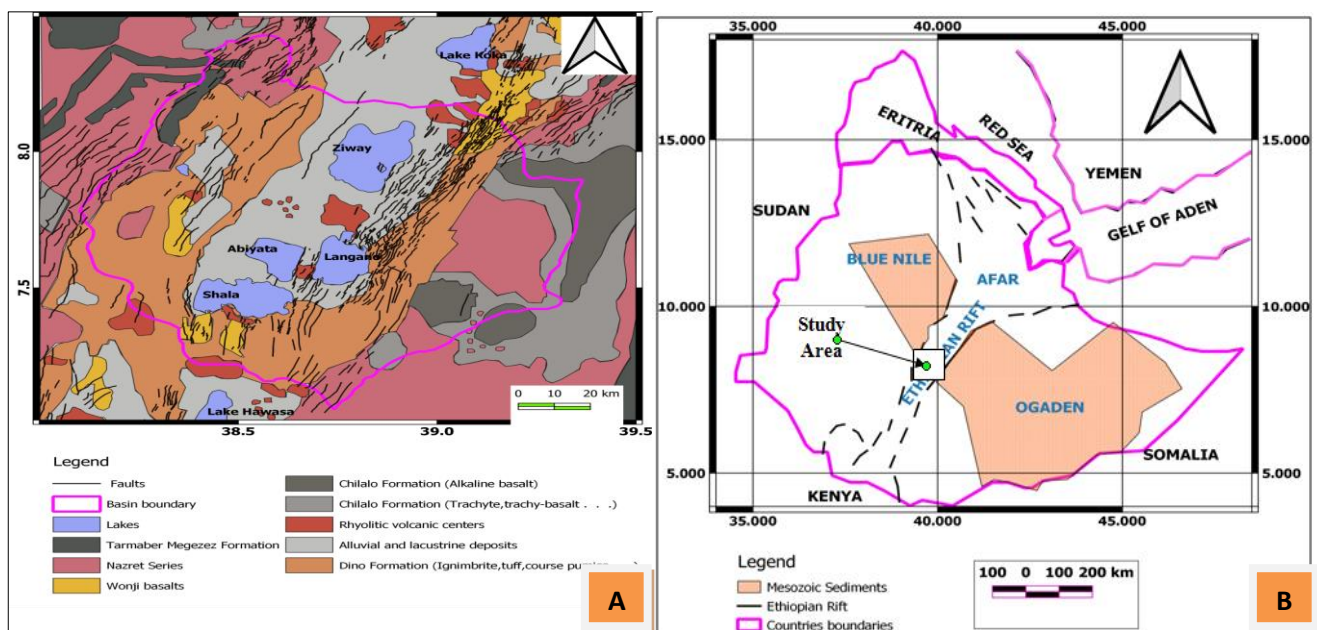 Lake Koka
8.0
Ziway
Abiyata
Langano
7.5
Shala
Lake Hawasa
0 10 20 km
38.5 39.0 39.5
Legend
Faults
Basin boundary
Lakes
Tarmaber Megezez Formation
Nazret Series
Wonji basalts
Chilalo Formation (Alkaline basalt)
Chilalo Formation (Trachyte,trachy-basalt . . .)
Rhyolitic volcanic centers
Alluvial and lacustrine deposits
Dino Formation (Ignimbrite,tuff,course
A
35.000 40.000 45.000
15.000 15.000
ERITRIA
RED SEA
YEMEN
SUDAN
GELF OF ADEN
BLUE NILE
AFAR
10.000 10.000
Study
Area
ETH AN RIFT
OGADEN
SOMALIA
5.000 5.000
KENYA
35.000 40.000 45.000
Legend
Mesozoic Sediments
Ethiopian Rift
Countries boundaries
100 0 100 200 km
B